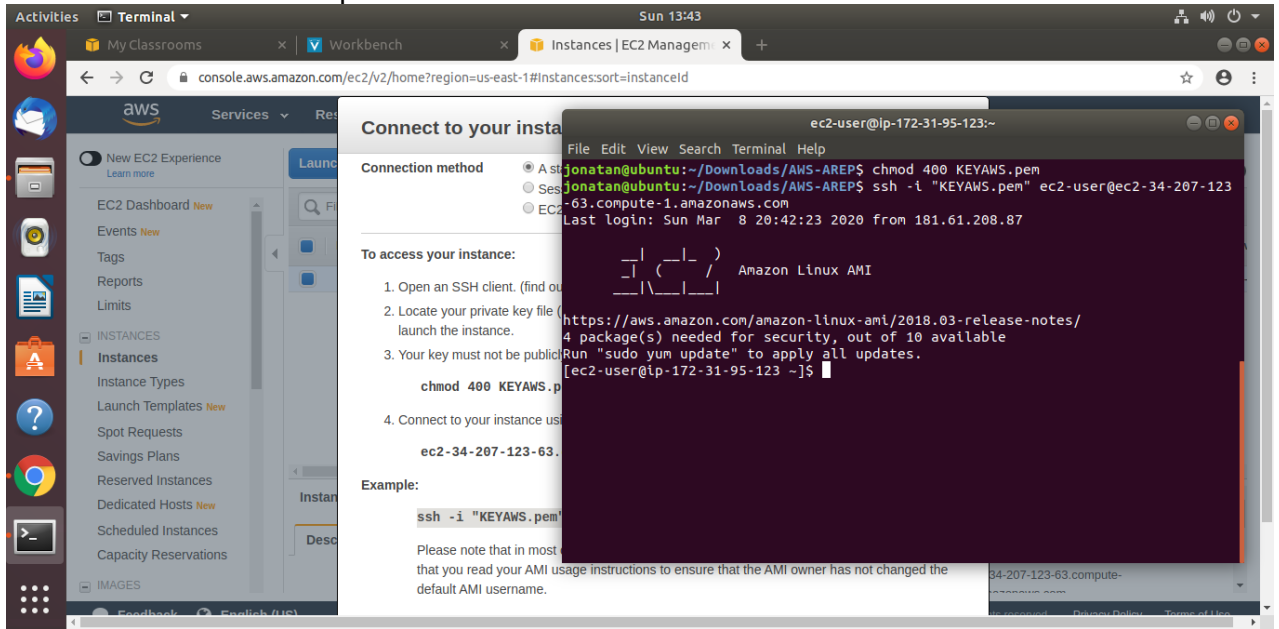 Activities Terminal Sun 13:43
My Classrooms Workbench Instances | EC2 Managem
console.aws.amazon.com/ec2/v2/home?region=us-east-1#Instances:sort=instanceId
aws Services
New EC2 Experience
Learn more
EC2 Dashboard New
Events New
Tags
Reports
Limits
INSTANCES
Instances
Instance Types
Launch Templates New
Spot Requests
Savings Plans
Reserved Instances
Dedicated Hosts New
Scheduled Instances
Capacity Reservations
IMAGES
Feedback English (US)
Connect to your insta
Connection method
To access your instance:
1. Open an SSH client. (find ou
2. Locate your private key file (
launch the instance.
3. Your key must not be public
chmod 400 KEYAWS.p
4. Connect to your instance usi
ec2-34-207-123-63.
Example:
ssh -i "KEYAWS.pem"
Please note that in most
that you read your AMI usage instructions to ensure that the AMI owner has not changed the
default AMI username.
ec2-user@ip-172-31-95-123:~
File Edit View Search Terminal Help
jonatan@ubuntu:~/Downloads/AWS-AREP$ chmod 400 KEYAWS.pem
jonatan@ubuntu:~/Downloads/AWS-AREP$ ssh -i "KEYAWS.pem" ec2-user@ec2-34-207-123
-63.compute-1.amazonaws.com
Last login: Sun Mar  8 20:42:23 2020 from 181.61.208.87
__| __|_ )
_| ( / Amazon Linux AMI
___|\___|___|
https://aws.amazon.com/amazon-linux-ami/2018.03-release-notes/
4 package(s) needed for security, out of 10 available
Run "sudo yum update" to apply all updates.
[ec2-user@ip-172-31-95-123 ~]$
34-207-123-63.compute-
Privacy Policy Terms of Use